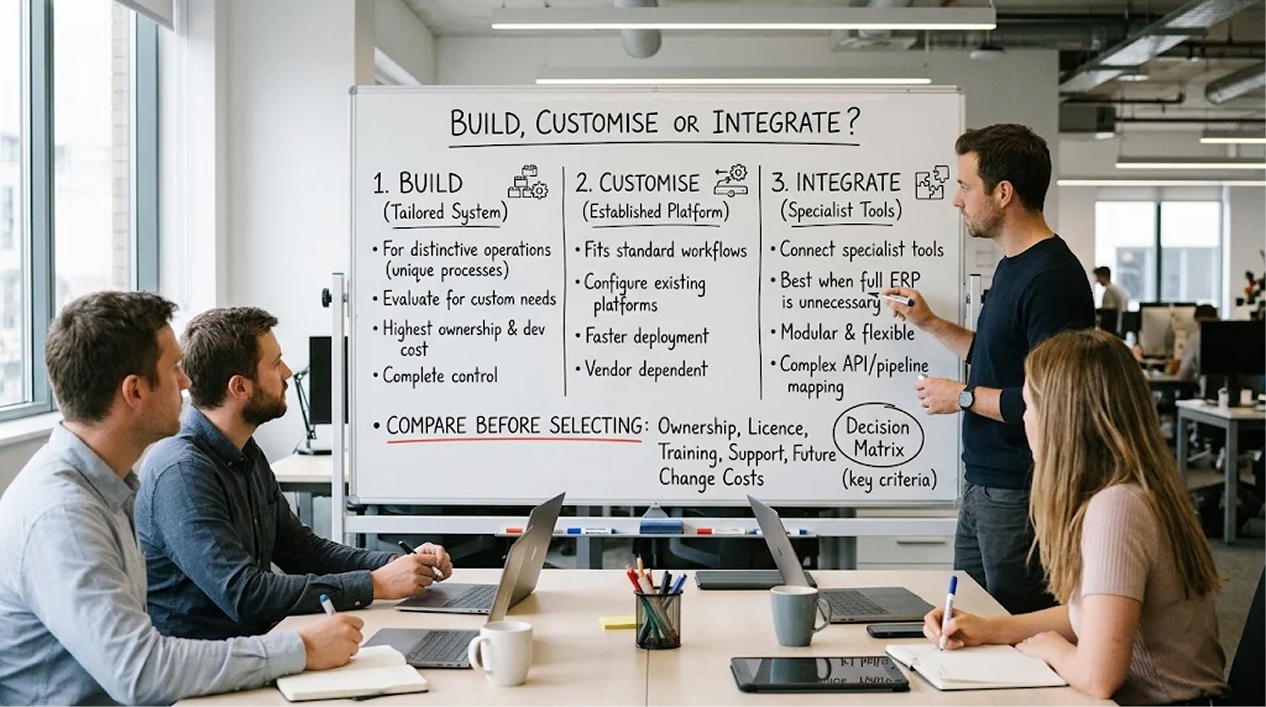 BUILD, CUSTOMISE OR INTEGRATE?
1. BUILD
(Tailored System)
• For distinctive operations
(unique processes)
• Evaluate for custom needs
• Highest ownership & dev
cost
• Complete control
2. CUSTOMISE
(Established Platform)
• Fits standard workflows
• Configure existing
platforms
• Faster deployment
• Vendor dependent
3. INTEGRATE
(Specialist Tools)
• Connect specialist tools
• Best when full ERP
is unnecessary
• Modular & flexible
• Complex API/pipeline
mapping
• COMPARE BEFORE SELECTING: Ownership, Licence,
Training, Support, Future
Change Costs
Decision
Matrix
(key criteria)